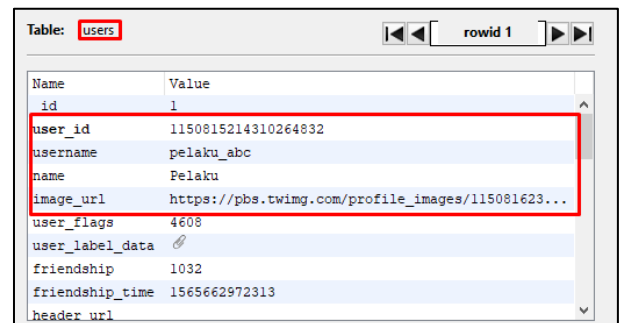 Table: users rowid 1
Name Value
_id 1
user_id 1150815214310264832
username pelaku_abc
name Pelaku
image_url https://pbs.twimg.com/profile_images/115081623...
user_flags 4608
user_label_data
friendship 1032
friendship_time 1565662972313
header_url